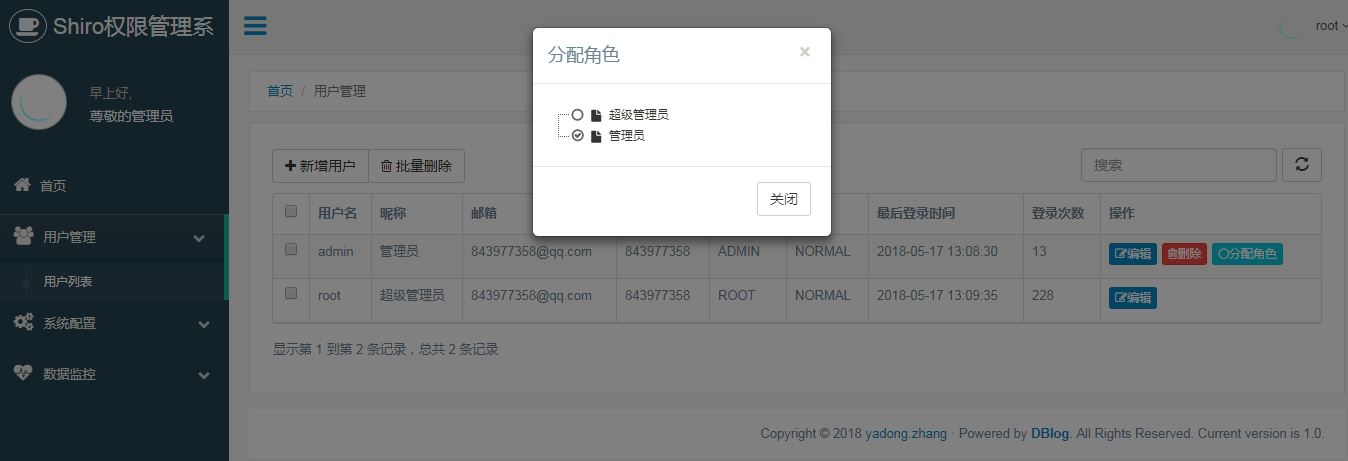 Shiro权限管理系
root
早上好,
尊敬的管理员
首页
用户管理
用户列表
系统配置
数据监控
首页 / 用户管理
分配角色 ×
超级管理员
管理员
关闭
新增用户 批量删除
搜索
用户名 昵称 邮箱 最后登录时间 登录次数 操作
admin 管理员 843977358@qq.com 843977358 ADMIN NORMAL 2018-05-17 13:08:30 13 编辑 删除 分配角色
root 超级管理员 843977358@qq.com 843977358 ROOT NORMAL 2018-05-17 13:09:35 228 编辑
显示第 1 到第 2 条记录，总共 2 条记录
Copyright © 2018 yadong.zhang · Powered by DBlog. All Rights Reserved. Current version is 1.0.